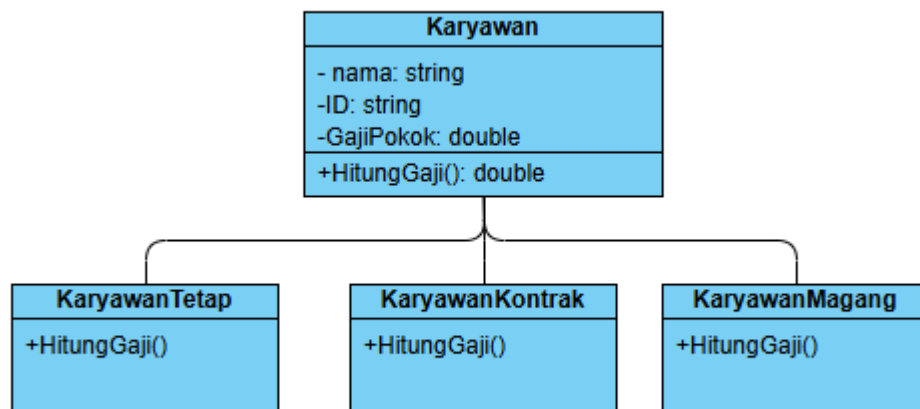 Karyawan
- nama: string
-ID: string
-GajiPokok: double
+HitungGaji(): double
KaryawanTetap
+HitungGaji()
KaryawanKontrak
+HitungGaji()
KaryawanMagang
+HitungGaji()